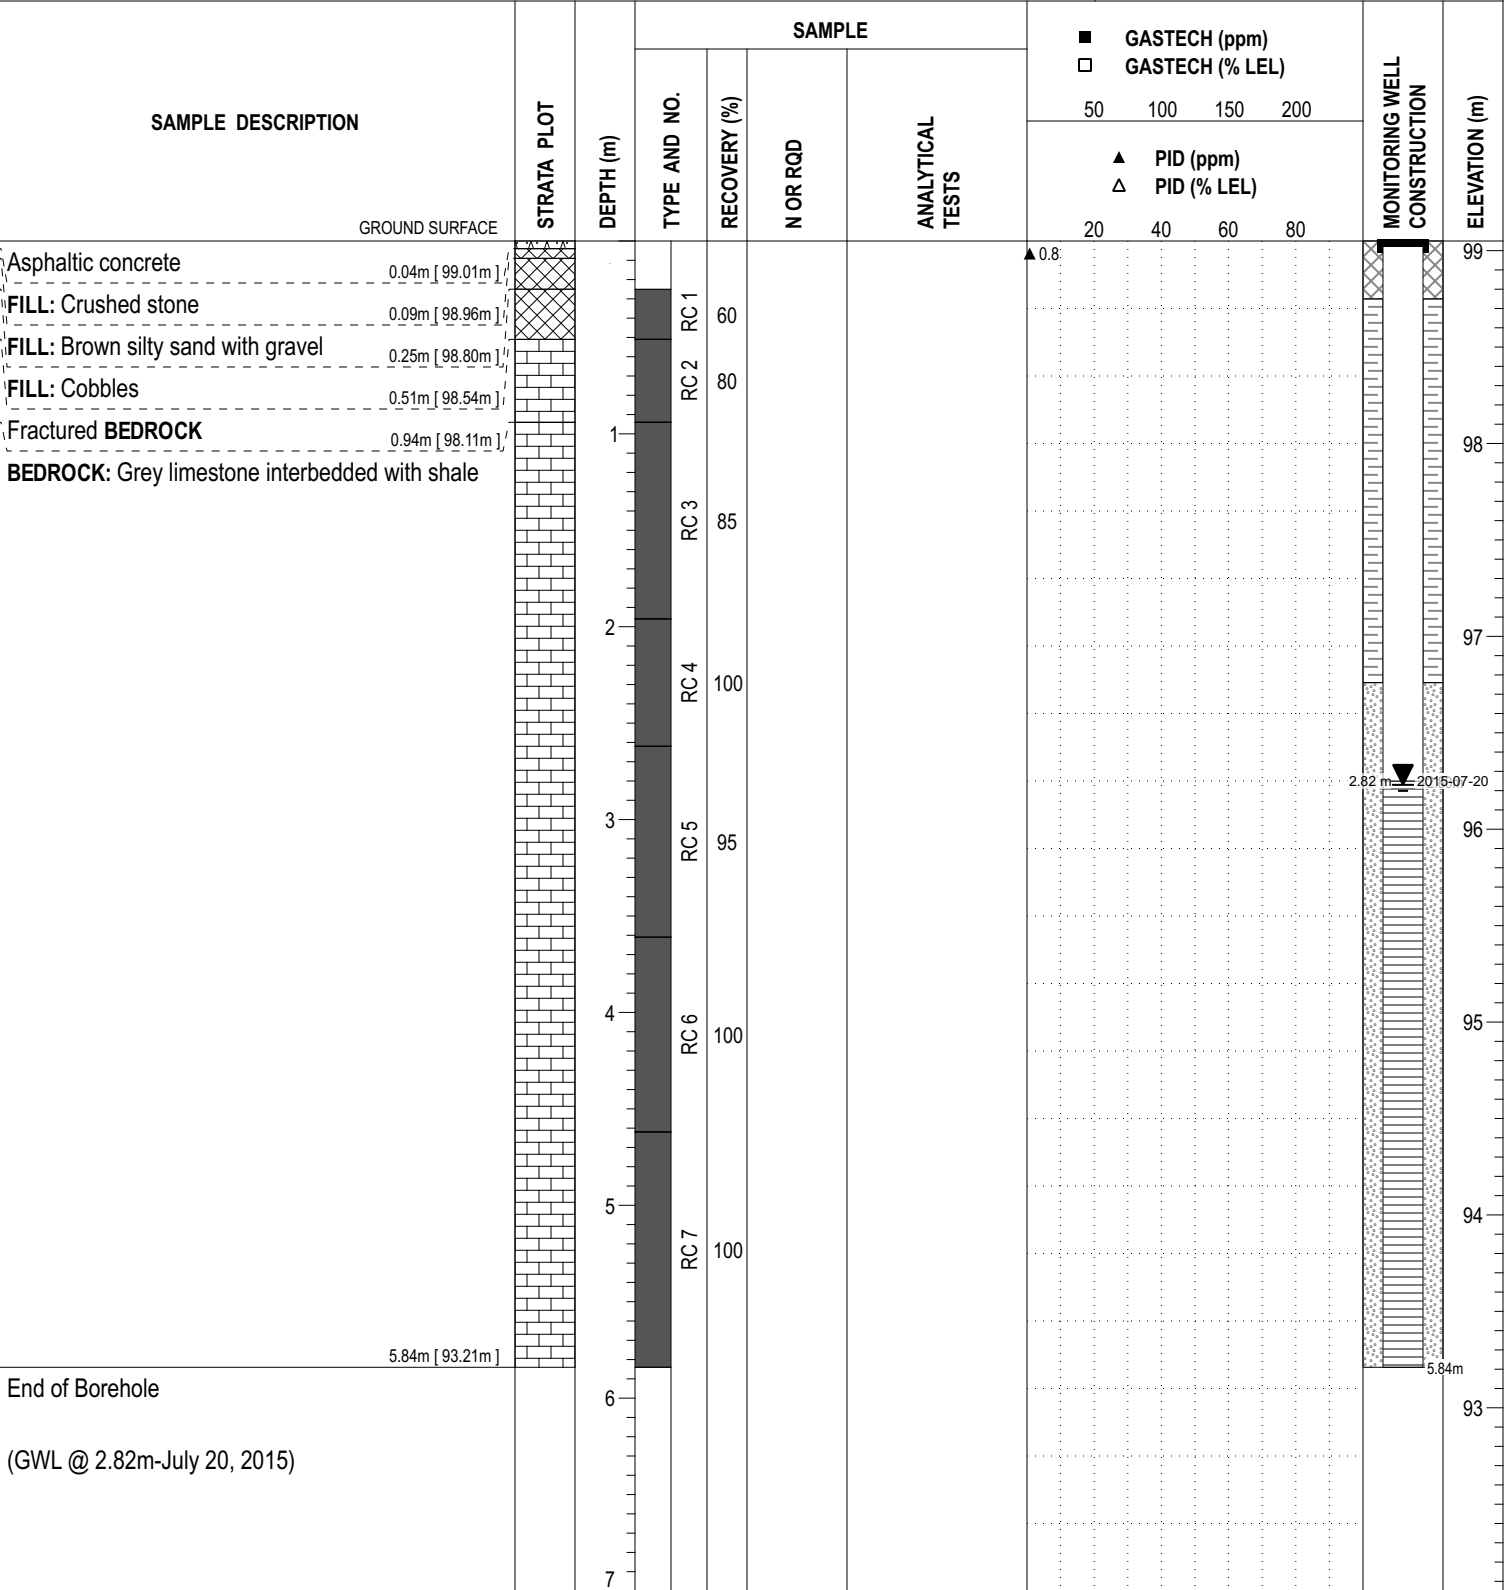 SAMPLE DESCRIPTION
GROUND SURFACE
STRATA PLOT
DEPTH (m)
SAMPLE
TYPE AND NO.
RECOVERY (%)
N OR RQD
ANALYTICAL
TESTS
■ GASTECH (ppm)
□ GASTECH (% LEL)
50 100 150 200
▲ PID (ppm)
△ PID (% LEL)
20 40 60 80
MONITORING WELL
CONSTRUCTION
ELEVATION (m)
Asphaltic concrete
0.04m [ 99.01m ]
FILL: Crushed stone
0.09m [ 98.96m ]
FILL: Brown silty sand with gravel
0.25m [ 98.80m ]
FILL: Cobbles
0.51m [ 98.54m ]
Fractured BEDROCK
0.94m [ 98.11m ]
BEDROCK: Grey limestone interbedded with shale
5.84m [ 93.21m ]
End of Borehole
(GWL @ 2.82m-July 20, 2015)
1
2
3
4
5
6
7
RC 1
60
RC 2
80
RC 3
85
RC 4
100
RC 5
95
RC 6
100
RC 7
100
▲ 0.8
2.82 m
2015-07-20
5.84m
99
98
97
96
95
94
93